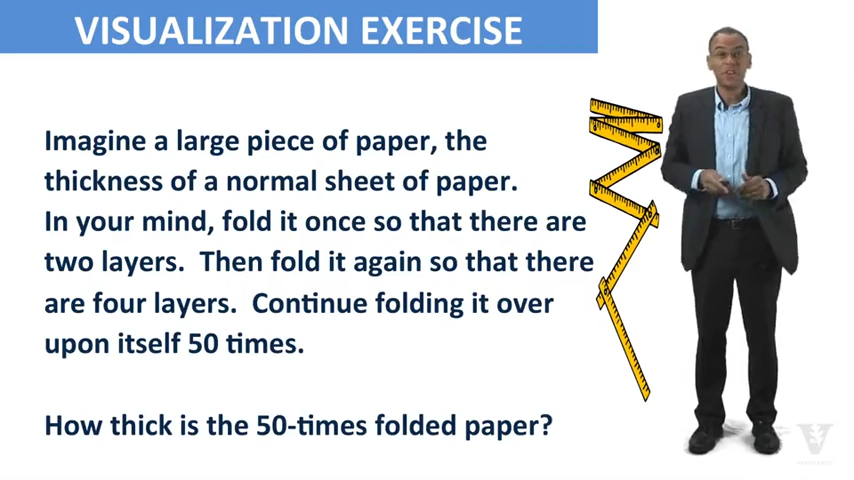 VISUALIZATION EXERCISE
Imagine a large piece of paper, the
thickness of a normal sheet of paper.
In your mind, fold it once so that there are
two layers.  Then fold it again so that there
are four layers.  Continue folding it over
upon itself 50 times.
How thick is the 50-times folded paper?